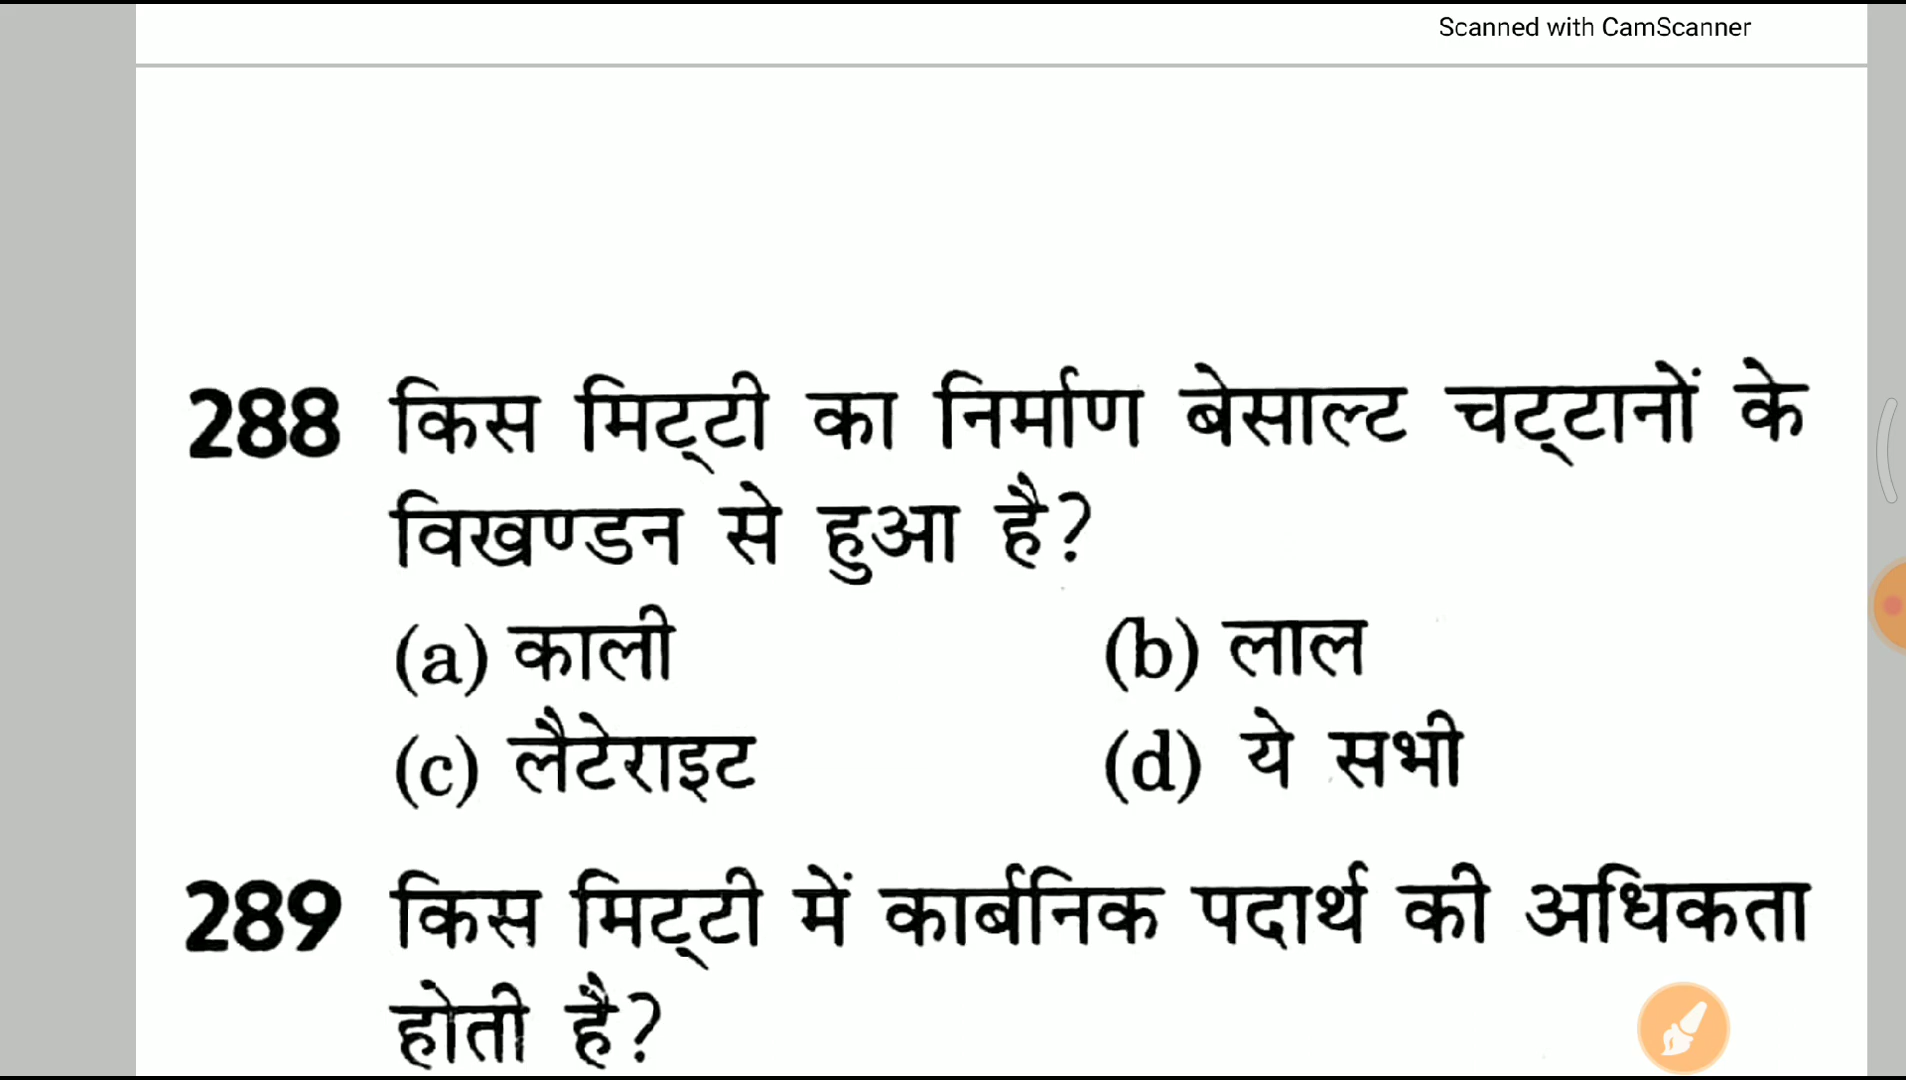 Scanned with CamScanner
288 किस मिट्टी का निर्माण बेसाल्ट चट्टानों के
विखण्डन से हुआ है?
(a) काली (b) लाल
(c) लैटेराइट (d) ये सभी
289 किस मिट्टी में कार्बनिक पदार्थ की अधिकता
होती है?